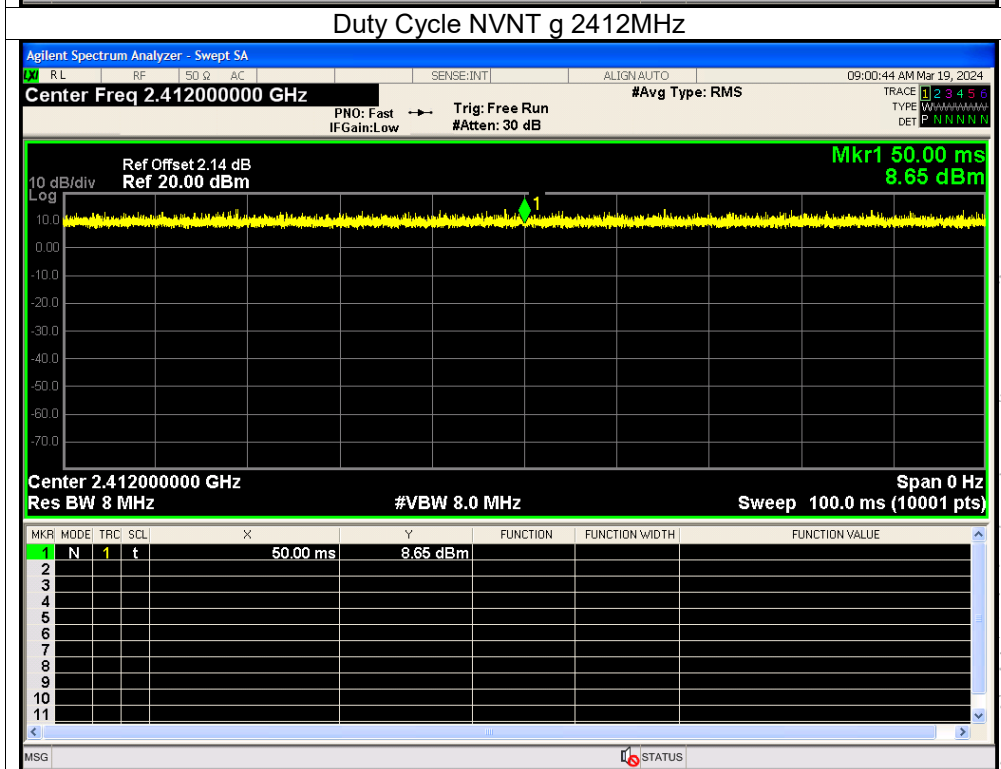 Duty Cycle NVNT g 2412MHz
Agilent Spectrum Analyzer - Swept SA
LXI RL RF 50 Ω AC SENSE:INT ALIGN AUTO 09:00:44 AM Mar 19, 2024
Center Freq 2.412000000 GHz #Avg Type: RMS TRACE 1 2 3 4 5 6
PNO: Fast Trig: Free Run TYPE WWWWWW
IFGain:Low #Atten: 30 dB DET P N N N N N
Mkr1 50.00 ms
Ref Offset 2.14 dB
10 dB/div Ref 20.00 dBm 8.65 dBm
Log
1
10.0
0.00
-10.0
-20.0
-30.0
-40.0
-50.0
-60.0
-70.0
Center 2.412000000 GHz Span 0 Hz
Res BW 8 MHz #VBW 8.0 MHz Sweep 100.0 ms (10001 pts)
MKR MODE TRC SCL X Y FUNCTION FUNCTION WIDTH FUNCTION VALUE
1 N 1 t 50.00 ms 8.65 dBm
2
3
4
5
6
7
8
9
10
11
MSG STATUS